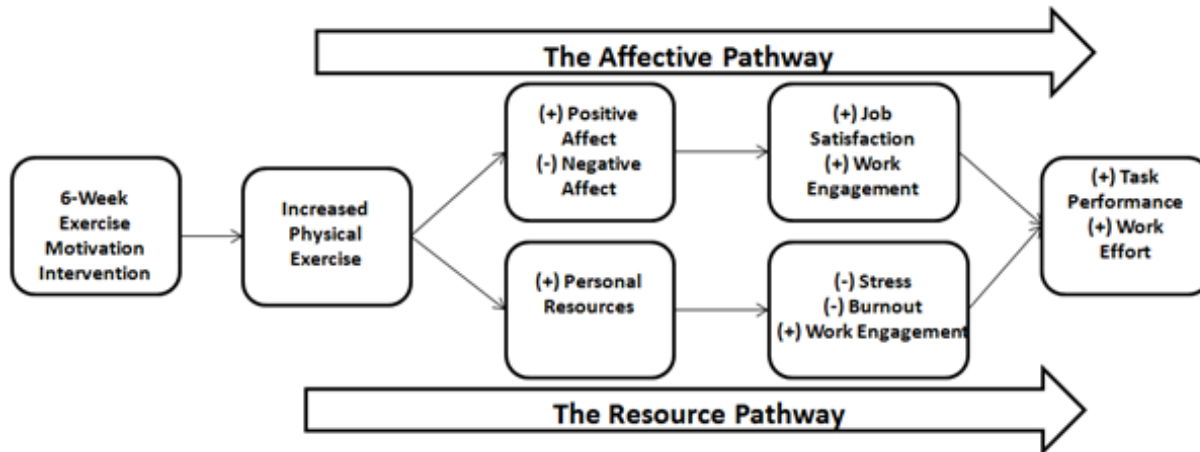 The Affective Pathway
6-Week
Exercise
Motivation
Intervention
Increased
Physical
Exercise
(+) Positive
Affect
(-) Negative
Affect
(+) Job
Satisfaction
(+) Work
Engagement
(+) Personal
Resources
(-) Stress
(-) Burnout
(+) Work Engagement
(+) Task
Performance
(+) Work
Effort
The Resource Pathway